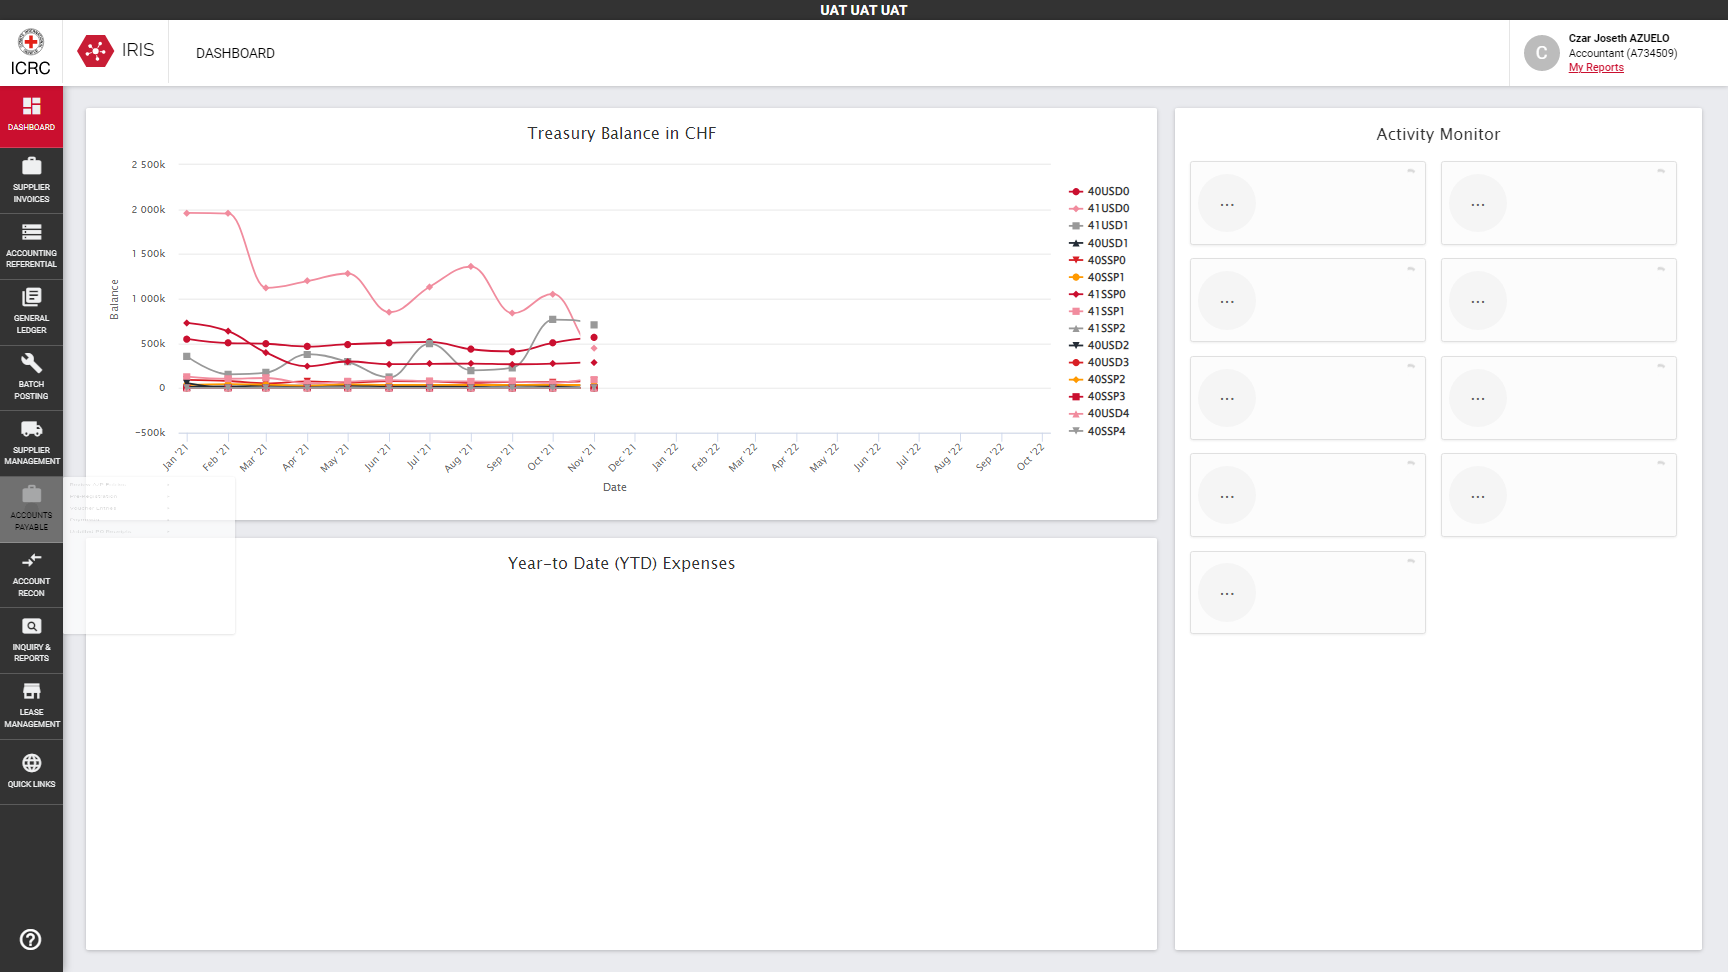 UAT UAT UAT
ICRC
IRIS
DASHBOARD
Czar Joseth AZUELO
Accountant (A734509)
My Reports
DASHBOARD
SUPPLIER
INVOICES
ACCOUNTING
REFERENTIAL
GENERAL
LEDGER
BATCH
POSTING
SUPPLIER
MANAGEMENT
ACCOUNTS
PAYABLE
ACCOUNT
RECON
INQUIRY &
REPORTS
LEASE
MANAGEMENT
QUICK LINKS
Treasury Balance in CHF
Balance
2 500k
2 000k
1 500k
1 000k
500k
0
-500k
Jan '21
Feb '21
Mar '21
Apr '21
May '21
Jun '21
Jul '21
Aug '21
Sep '21
Oct '21
Nov '21
Dec '21
Jan '22
Feb '22
Mar '22
Apr '22
May '22
Jun '22
Jul '22
Aug '22
Sep '22
Oct '22
Date
40USD0
41USD0
41USD1
40USD1
40SSP0
40SSP1
41SSP0
41SSP1
41SSP2
40USD2
40USD3
40SSP2
40SSP3
40USD4
40SSP4
Year-to Date (YTD) Expenses
Activity Monitor
...
...
...
...
...
...
...
...
...